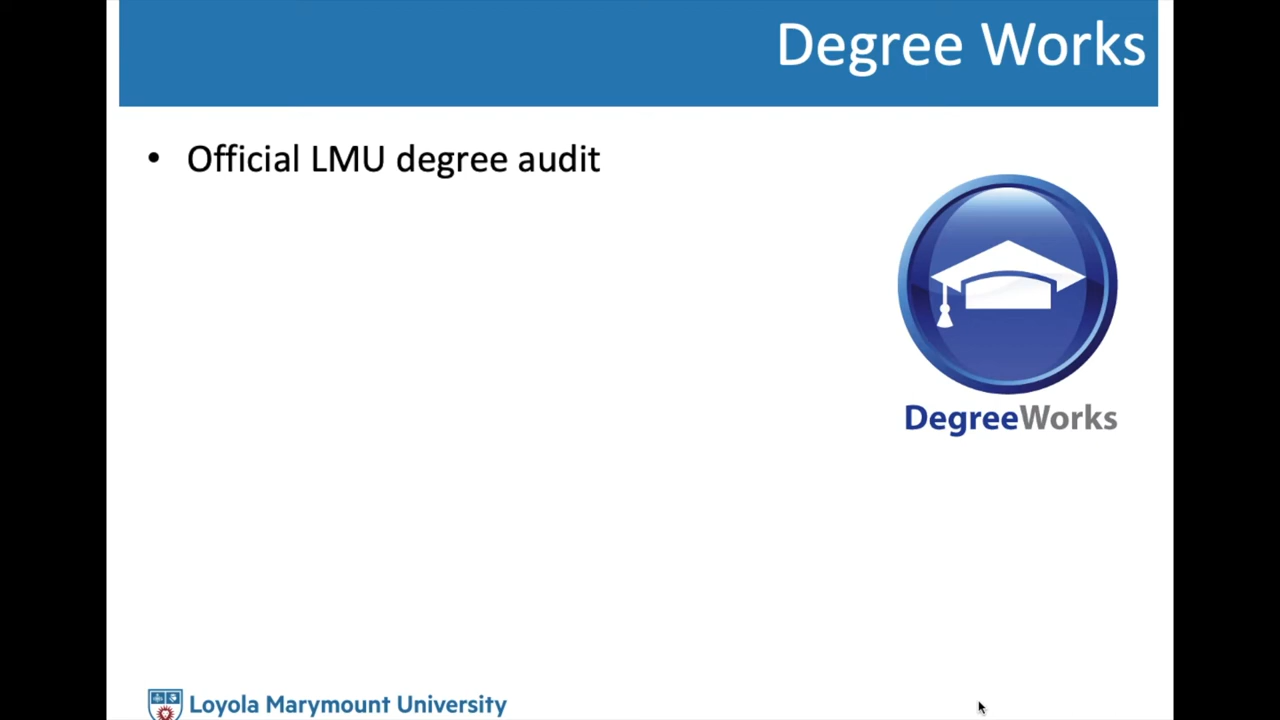 Degree Works
• Official LMU degree audit
DegreeWorks
Loyola Marymount University